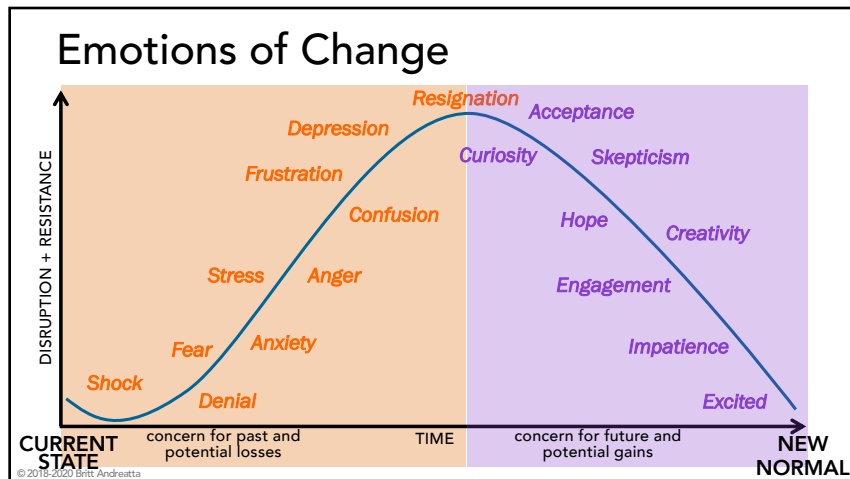 Emotions of Change
DISRUPTION + RESISTANCE
Resignation
Acceptance
Depression
Curiosity
Skepticism
Frustration
Confusion
Hope
Creativity
Stress
Anger
Engagement
Fear
Anxiety
Impatience
Shock
Denial
Excited
CURRENT
STATE
concern for past and
potential losses
TIME
concern for future and
potential gains
NEW
NORMAL
© 2018-2020 Britt Andreatta